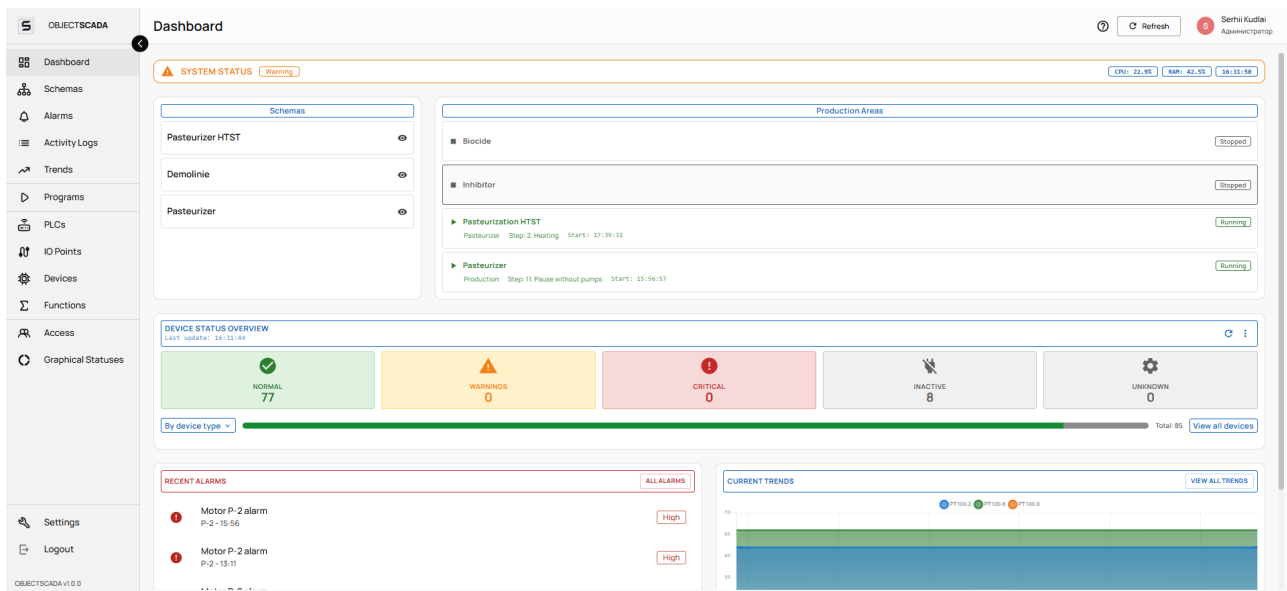 OBJECTSCADA
Dashboard
Refresh
S
Serhii Kudlai
Администратор
Dashboard
Schemas
Alarms
Activity Logs
Trends
Programs
PLCs
IO Points
Devices
Functions
Access
Graphical Statuses
Settings
Logout
OBJECTSCADA v1.0.0
SYSTEM STATUS Warning
CPU: 22.9% RAM: 42.5% 16:31:50
Schemas
Pasteurizer HTST
Demolinie
Pasteurizer
Production Areas
Biocide Stopped
Inhibitor Stopped
Pasteurization HTST Running
Pasteurizer Step: 2. Heating Start: 17:39:31
Pasteurizer Running
Production Step: 11. Pause without pumps Start: 15:56:57
DEVICE STATUS OVERVIEW
Last update: 16:31:44
NORMAL
77
WARNINGS
0
CRITICAL
0
INACTIVE
8
UNKNOWN
0
By device type Total: 85 View all devices
RECENT ALARMS ALL ALARMS
Motor P-2 alarm
P-2 - 15:56
High
Motor P-2 alarm
P-2 - 13:11
High
CURRENT TRENDS VIEW ALL TRENDS
PT100-2 PT100-6 PT100-8
70
60